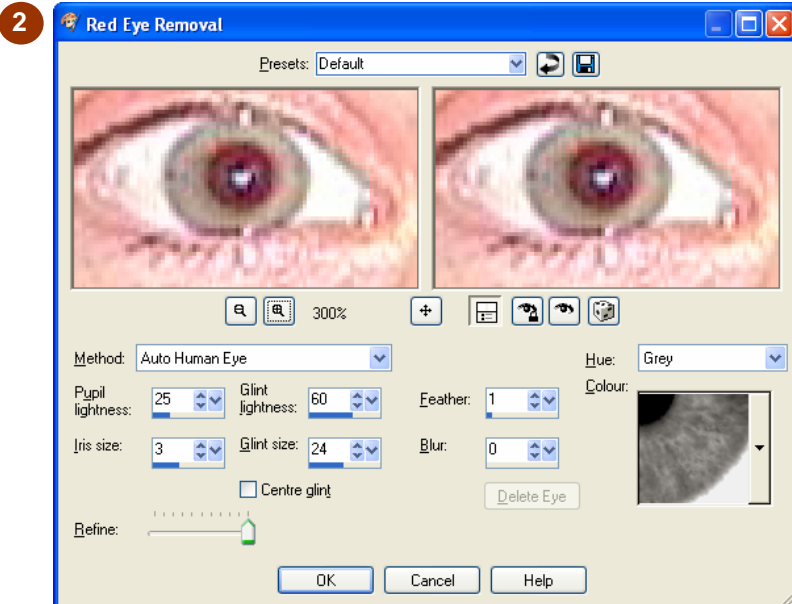 2
Red Eye Removal
Presets: Default
300%
Method: Auto Human Eye
Hue: Grey
Pupil lightness: 25
Glint lightness: 60
Feather: 1
Colour:
Iris size: 3
Glint size: 24
Blur: 0
Centre glint
Delete Eye
Refine:
OK Cancel Help